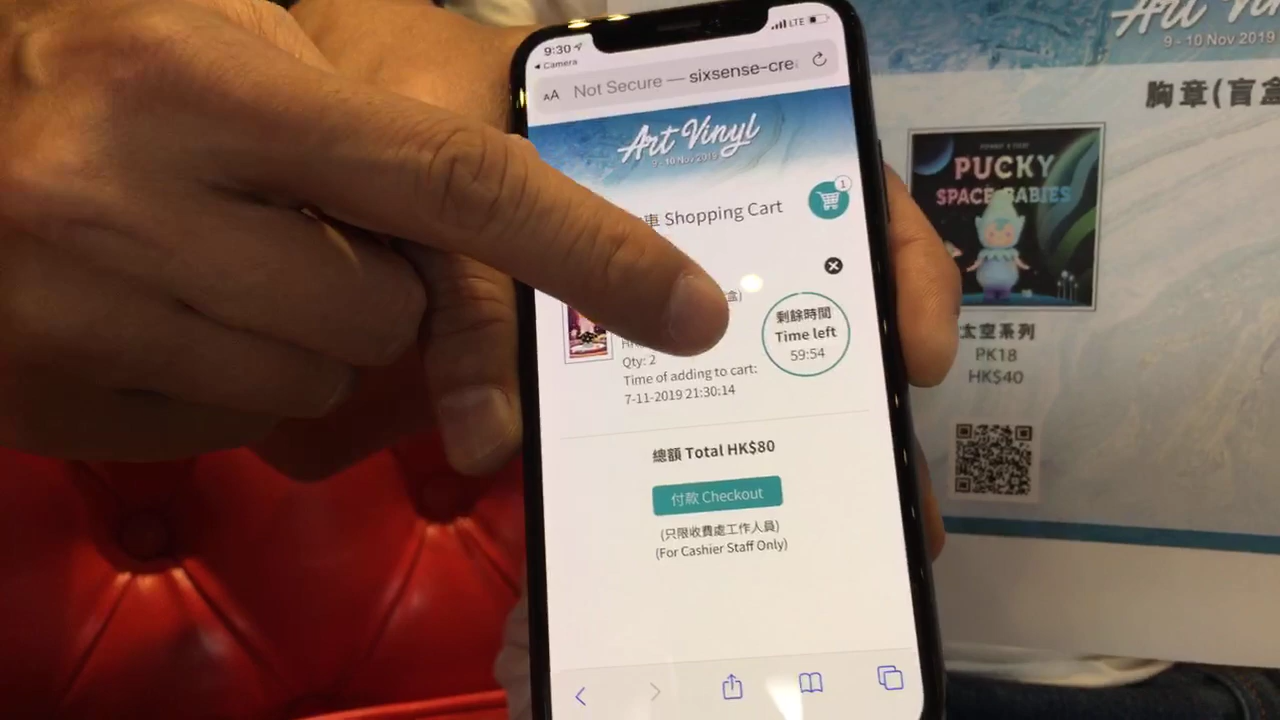 9:30
LTE
Camera
AA Not Secure — sixsense-cre
Art Vinyl
9 - 10 Nov 2019
車 Shopping Cart
1
盒)
HK
Qty: 2
Time of adding to cart:
7-11-2019 21:30:14
剩餘時間
Time left
59:54
總額 Total HK$80
付款 Checkout
(只限收費處工作人員)
(For Cashier Staff Only)
Art Vin
9 - 10 Nov 2019
胸章(盲盒
PUCKY
SPACE BABIES
太空系列
PK18
HK$40